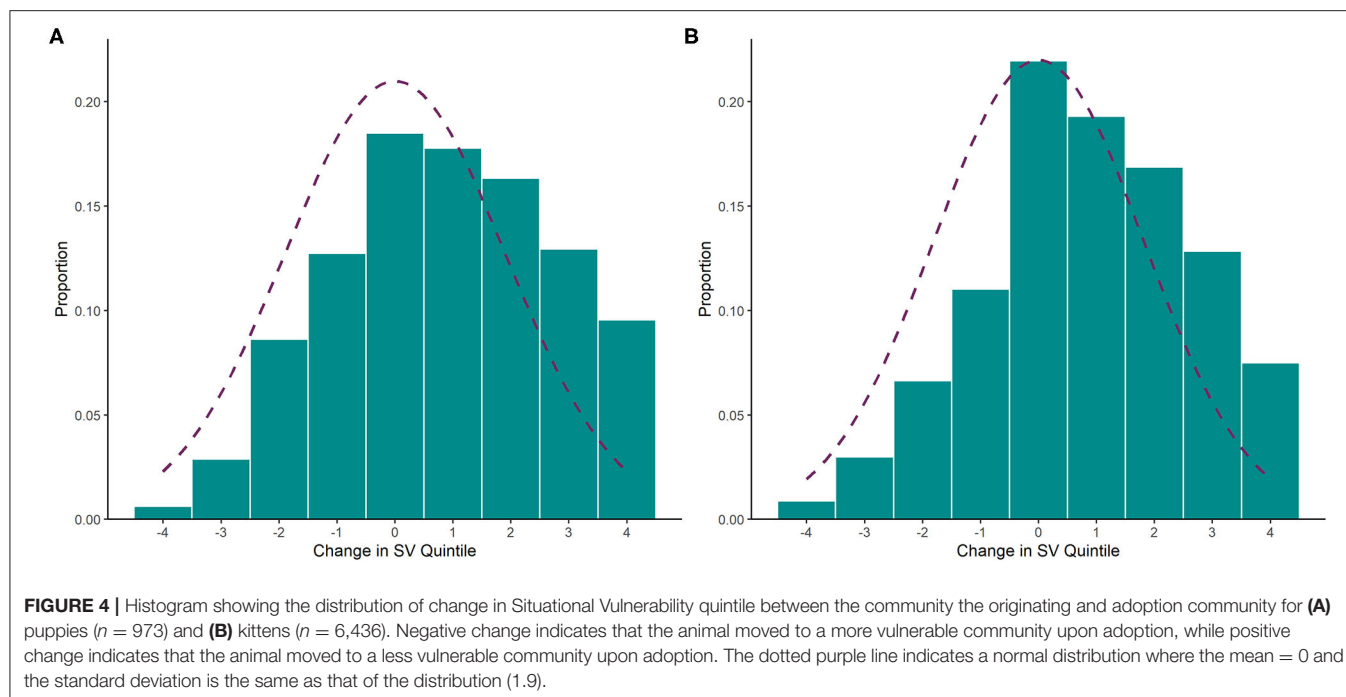 A
B
0.20
0.15
0.10
0.05
0.00
Proportion
-4 -3 -2 -1 0 1 2 3 4
Change in SV Quintile
0.20
0.15
0.10
0.05
0.00
Proportion
-4 -3 -2 -1 0 1 2 3 4
Change in SV Quintile
FIGURE 4 | Histogram showing the distribution of change in Situational Vulnerability quintile between the community the originating and adoption community for (A)
puppies (n = 973) and (B) kittens (n = 6,436). Negative change indicates that the animal moved to a more vulnerable community upon adoption, while positive
change indicates that the animal moved to a less vulnerable community upon adoption. The dotted purple line indicates a normal distribution where the mean = 0 and
the standard deviation is the same as that of the distribution (1.9).